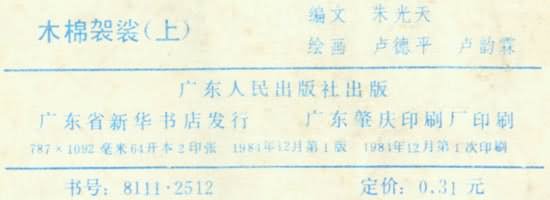 木棉袈裟(上)
编文 朱光天
绘画 卢德平 卢韵霖
广东人民出版社出版
广东省新华书店发行 广东肇庆印刷厂印刷
787×1092毫米64开本2印张 1984年12月第1版 1984年12月第1次印刷
书号:8111·2512 定价:0.31元